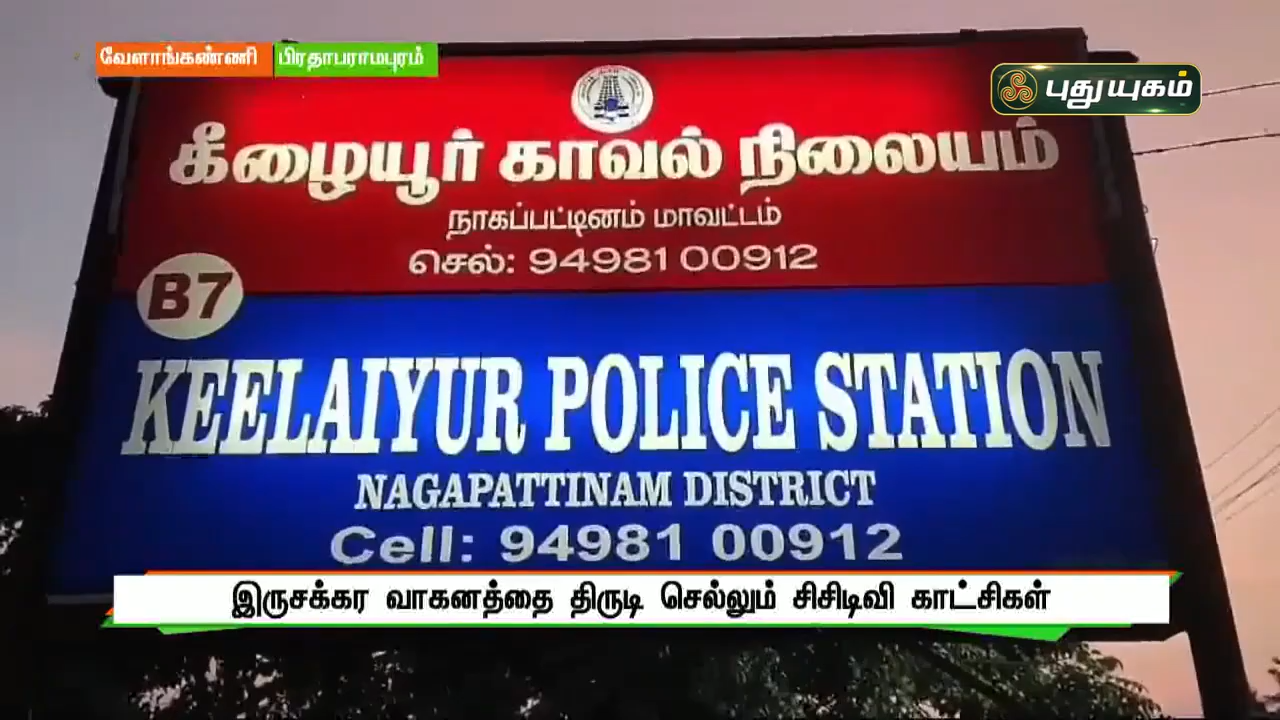 வேளாங்கண்ணி பிரதாபராமபுரம்
புதுயுகம்
கீழையூர் காவல் நிலையம்
நாகப்பட்டினம் மாவட்டம்
செல்: 94981 00912
B7
KEELAIYUR POLICE STATION
NAGAPATTINAM DISTRICT
Cell: 94981 00912
இருசக்கர வாகனத்தை திருடி செல்லும் சிசிடிவி காட்சிகள்